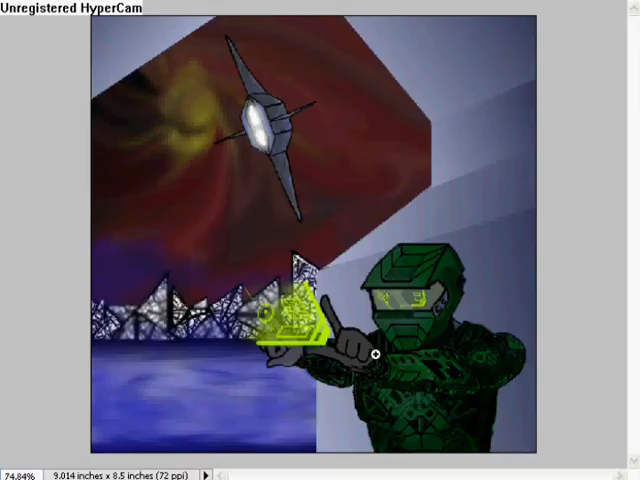 Unregistered HyperCam
74.84%
9.014 inches x 8.5 inches (72 ppi)